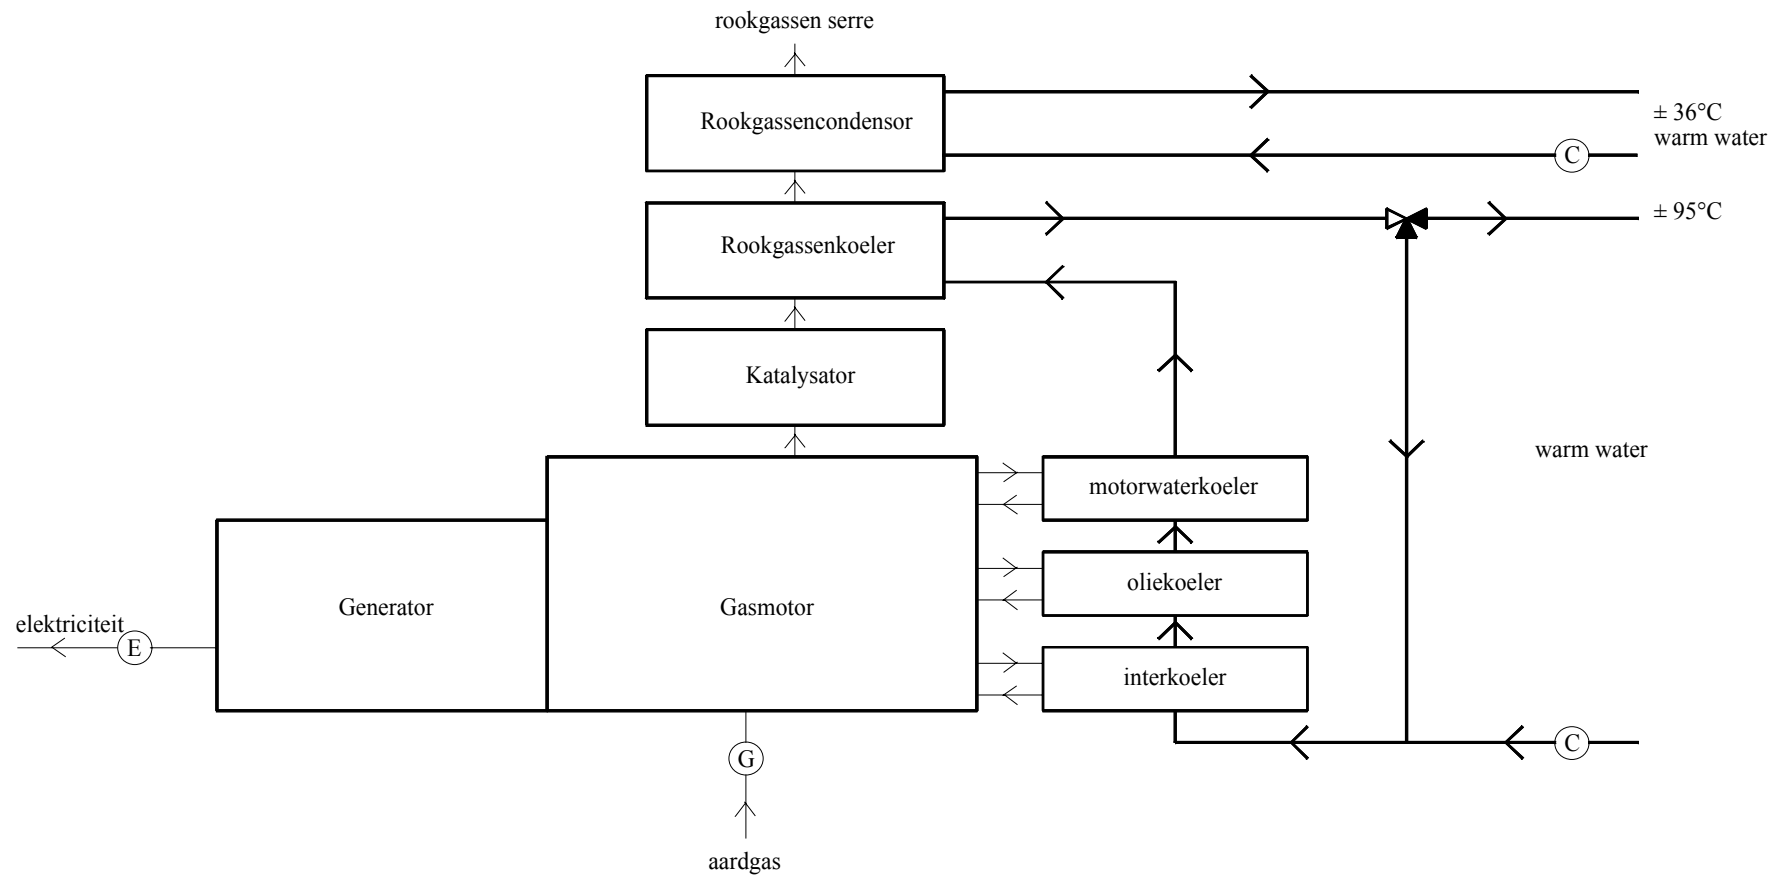 rookgassen serre
Rookgassencondensor
± 36°C
warm water
C
Rookgassenkoeler
± 95°C
Katalysator
warm water
motorwaterkoeler
oliekoeler
Generator
Gasmotor
elektriciteit
E
interkoeler
G
C
aardgas